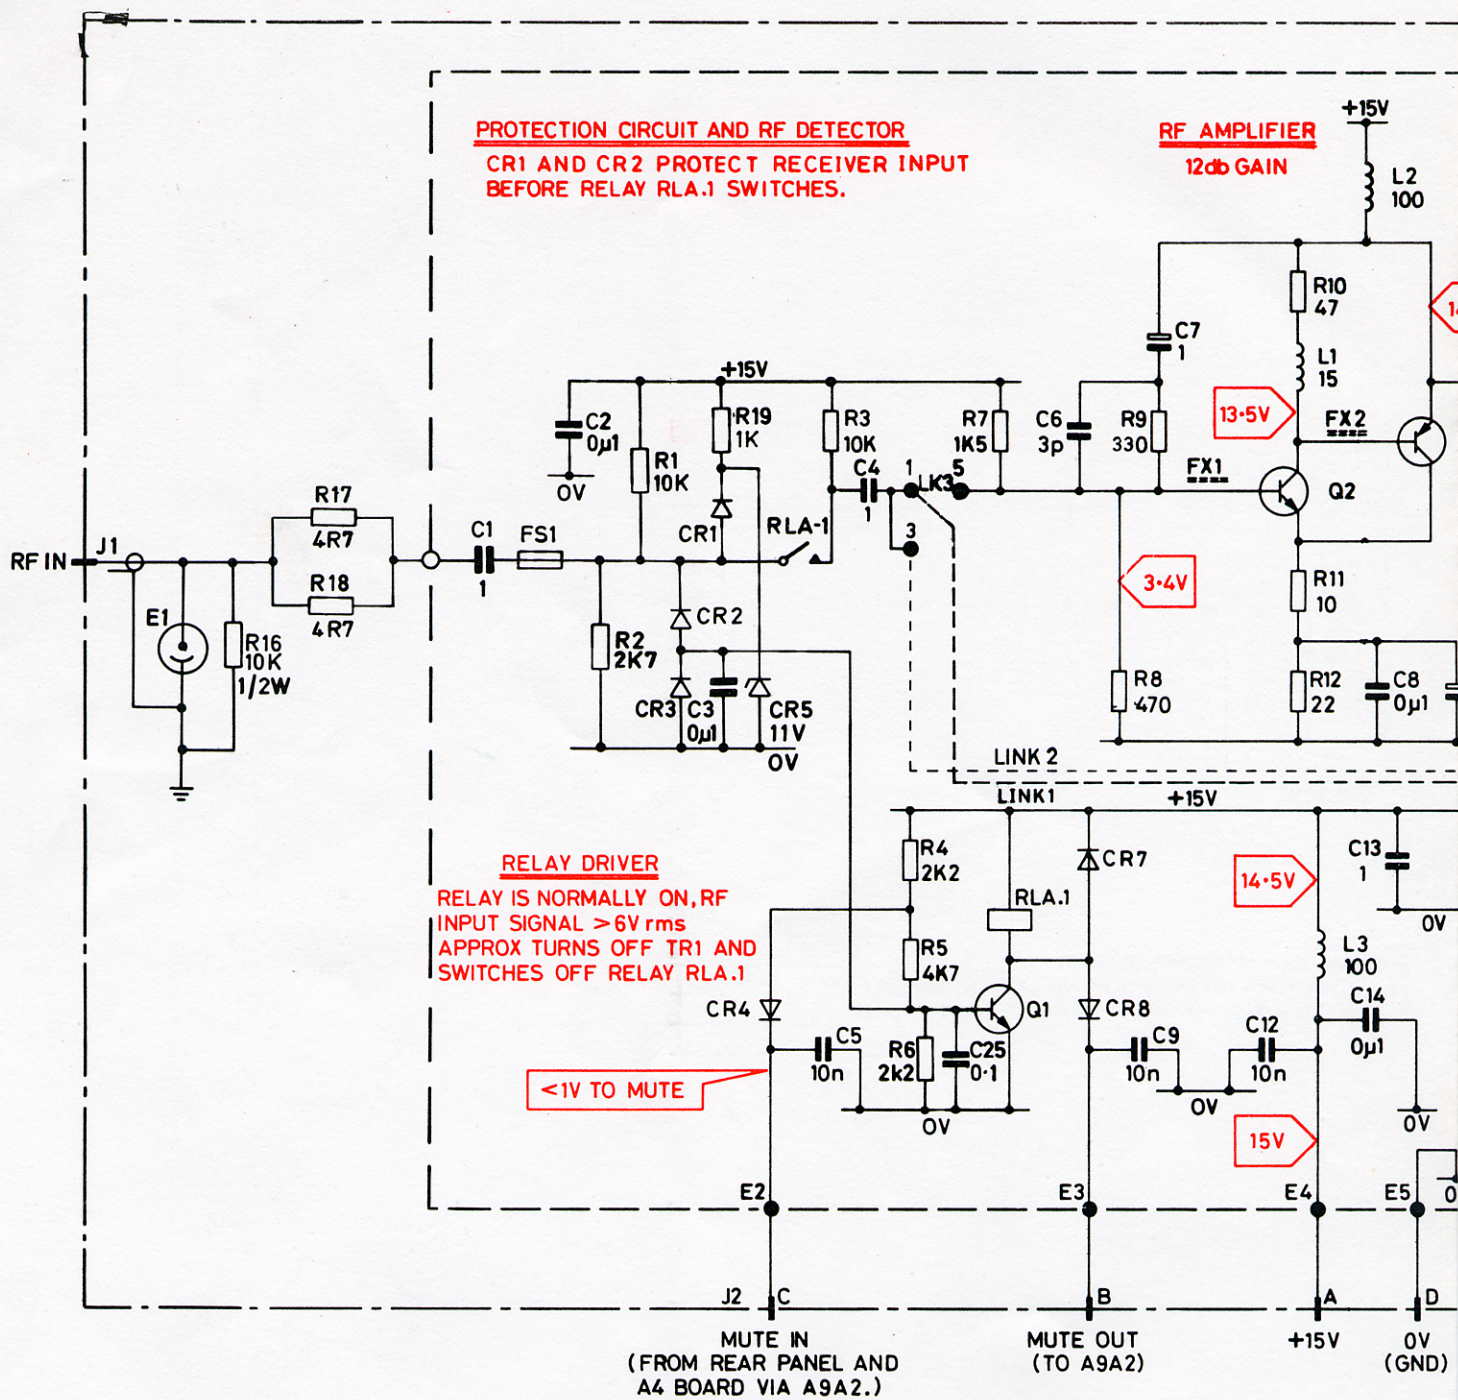 PROTECTION CIRCUIT AND RF DETECTOR
CR1 AND CR2 PROTECT RECEIVER INPUT
BEFORE RELAY RLA.1 SWITCHES.
RF AMPLIFIER
12db GAIN
+15V
L2
100
R10
47
C7
1
L1
15
13·5V
FX2
+15V
C2
0µ1
0V
R19
1K
R1
10K
R3
10K
R7
1K5
C6
3p
R9
330
C4
1
1
LK3
5
3
FX1
Q2
CR1
RLA-1
R17
4R7
R18
4R7
RF IN
J1
E1
R16
10K
1/2W
C1
1
FS1
R2
2K7
CR2
CR3
C3
0µ1
CR5
11V
0V
3·4V
R8
470
R11
10
R12
22
C8
0µ1
LINK 2
LINK1
+15V
RELAY DRIVER
RELAY IS NORMALLY ON, RF
INPUT SIGNAL >6V rms
APPROX TURNS OFF TR1 AND
SWITCHES OFF RELAY RLA.1
R4
2K2
R5
4K7
RLA.1
CR7
14·5V
C13
1
0V
L3
100
CR4
C5
10n
R6
2k2
C25
0·1
Q1
CR8
C9
10n
C12
10n
C14
0µ1
<1V TO MUTE
0V
0V
0V
15V
E2
E3
E4
E5
J2
C
B
A
D
MUTE IN
(FROM REAR PANEL AND
A4 BOARD VIA A9A2.)
MUTE OUT
(TO A9A2)
+15V
0V
(GND)